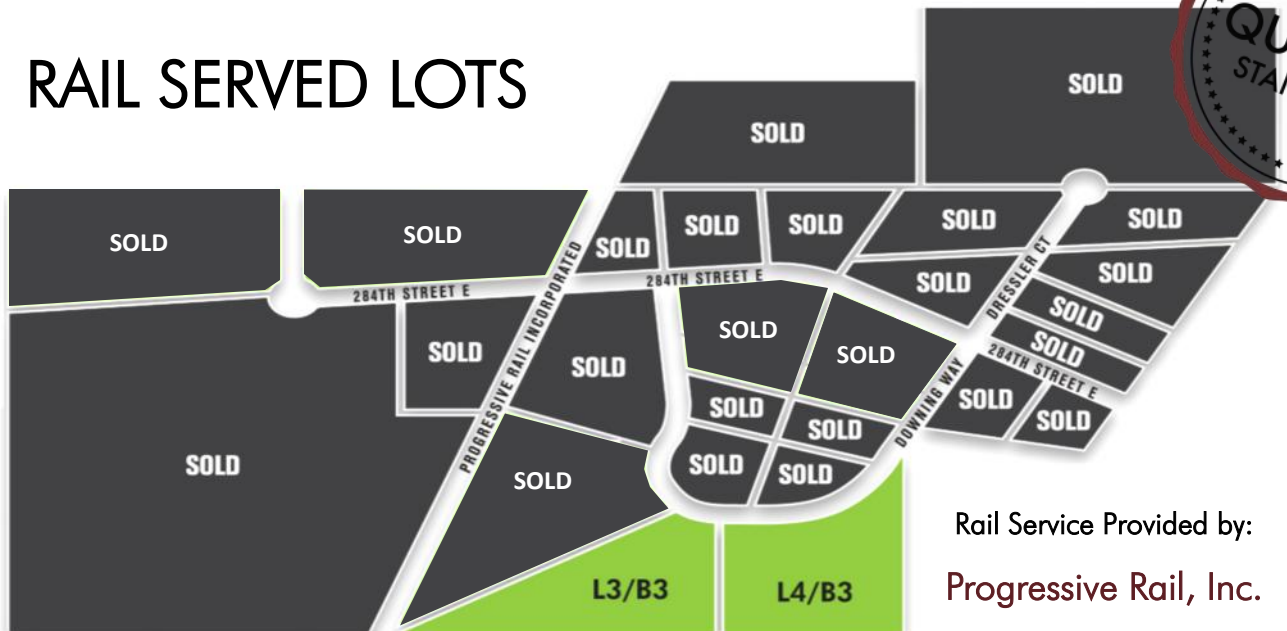 RAIL SERVED LOTS
SOLD
SOLD
SOLD
SOLD
SOLD
SOLD
SOLD
SOLD
SOLD
SOLD
SOLD
284TH STREET E
284TH STREET E
PROGRESSIVE RAIL INCORPORATED
DRESSLER CT
SOLD
SOLD
284TH STREET E
SOLD
SOLD
SOLD
SOLD
DOWNING WAY
SOLD
SOLD
SOLD
SOLD
SOLD
SOLD
SOLD
SOLD
L3/B3
L4/B3
Rail Service Provided by:
Progressive Rail, Inc.